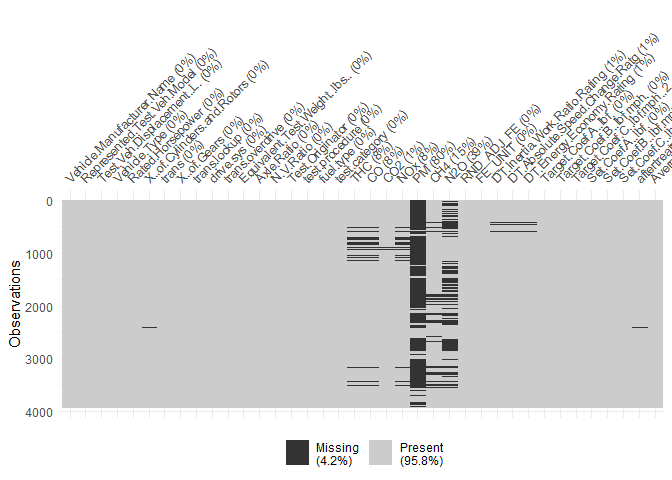 Vehicle.Manufacturer.Name (0%)
Represented.Test.Veh.Model (0%)
Test.Veh.Displacement..L. (0%)
Vehicle.Type (0%)
Rated.Horsepower (0%)
X..of.Cylinders.and.Rotors (0%)
trans (0%)
X..of.Gears (0%)
trans.lockup (0%)
drive.sys (0%)
trans.overdrive (0%)
Equivalent.Test.Weight..lbs.. (0%)
Axle.Ratio (0%)
N.V.Ratio (0%)
Test.Originator (0%)
test.procedure (0%)
fuel.type (0%)
test.category (0%)
THC (8%)
CO (8%)
CO2 (1%)
NOX (8%)
PM (80%)
CH4 (15%)
N2O (38%)
RND_ADJ_FE (0%)
FE_UNIT (0%)
DT.Inertia.Work.Ratio.Rating (1%)
DT.Absolute.Speed.Change.Ratg (1%)
DT.Energy.Economy.Rating (1%)
Target.Coef.A..lbf. (0%)
Target.Coef.B..lbf.mph. (0%)
Target.Coef.C..lbf.mph..2
Set.Coef.A..lbf. (0%)
Set.Coef.B..lbf.mph
Set.Coef.C..lb
aftertreat
Aver
0
1000
2000
3000
4000
Observations
Missing
(4.2%)
Present
(95.8%)